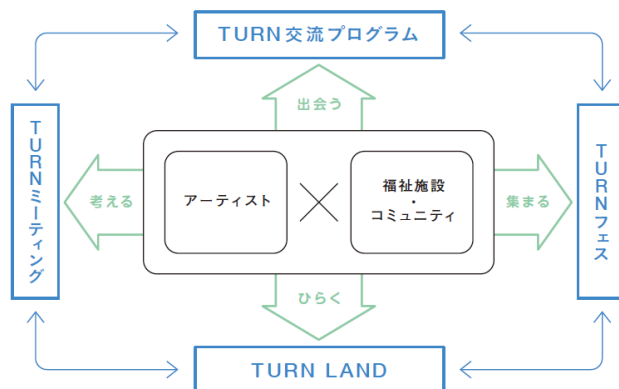 TURN交流プログラム
出会う
TURNミーティング
考える
アーティスト
福祉施設
・
コミュニティ
集まる
TURNフェス
ひらく
TURN LAND